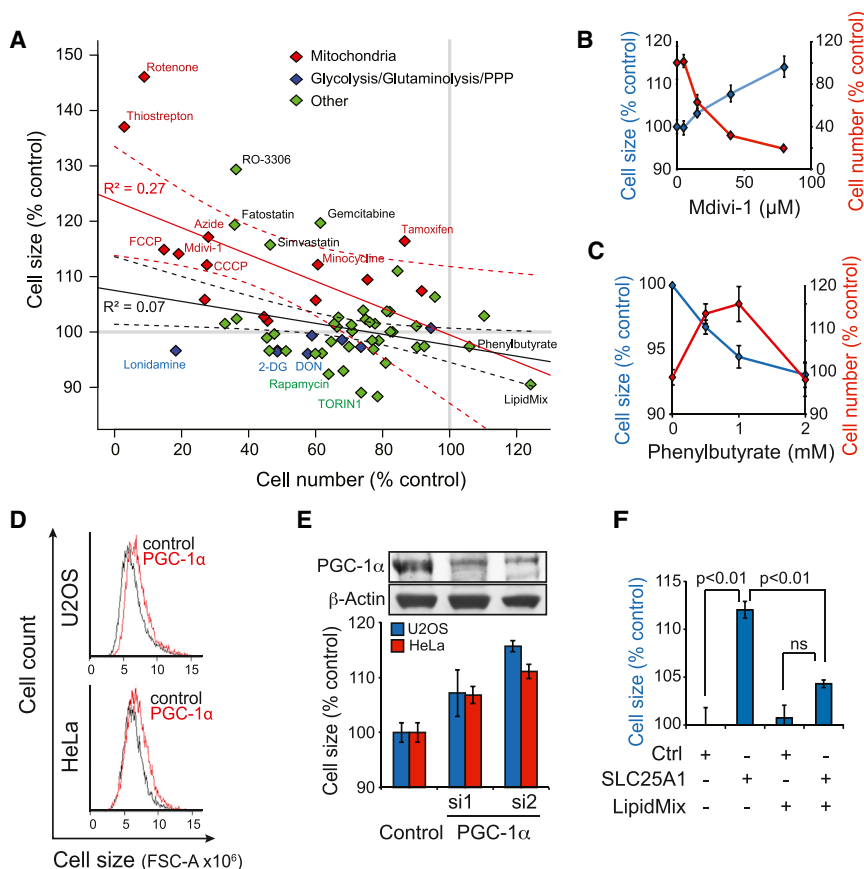 A
Cell size (% control)
150
140
130
120
110
100
90
Mitochondria
Glycolysis/Glutaminolysis/PPP
Other
Rotenone
Thiostrepton
RO-3306
R² = 0.27
Azide
Fatostatin
Gemcitabine
Tamoxifen
FCCP
Mdivi-1
Simvastatin
CCCP
Minocycline
R² = 0.07
Lonidamine
2-DG
DON
Phenylbutyrate
Rapamycin
TORIN1
LipidMix
0 20 40 60 80 100 120
Cell number (% control)
B
Cell size (% control)
120
115
110
100
90
120
80
40
0
Cell number (% control)
0 50 100
Mdivi-1 (µM)
C
Cell size (% control)
100
95
90
120
115
110
100
90
Cell number (% control)
0 1 2
Phenylbutyrate (mM)
D
Cell count
U2OS
control
PGC-1α
0 5 10 15
HeLa
control
PGC-1α
0 5 10 15
Cell size (FSC-A x10⁶)
E
PGC-1α
β-Actin
Cell size (% control)
120
110
100
90
U2OS
HeLa
si1 si2
Control PGC-1α
F
Cell size (% control)
115
110
105
100
p<0.01 p<0.01
ns
Ctrl + - + -
SLC25A1 - + - +
LipidMix - - + +